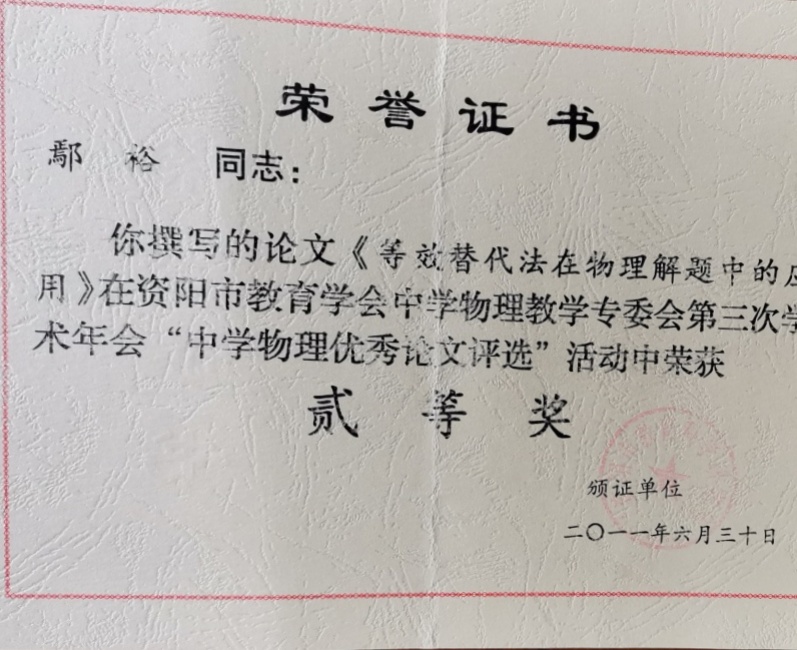 荣誉证书
鄢 裕 同志：
你撰写的论文《等效替代法在物理解题中的应
用》在资阳市教育学会中学物理教学专委会第三次学
术年会“中学物理优秀论文评选”活动中荣获
贰等奖
颁证单位
二〇一一年六月三十日